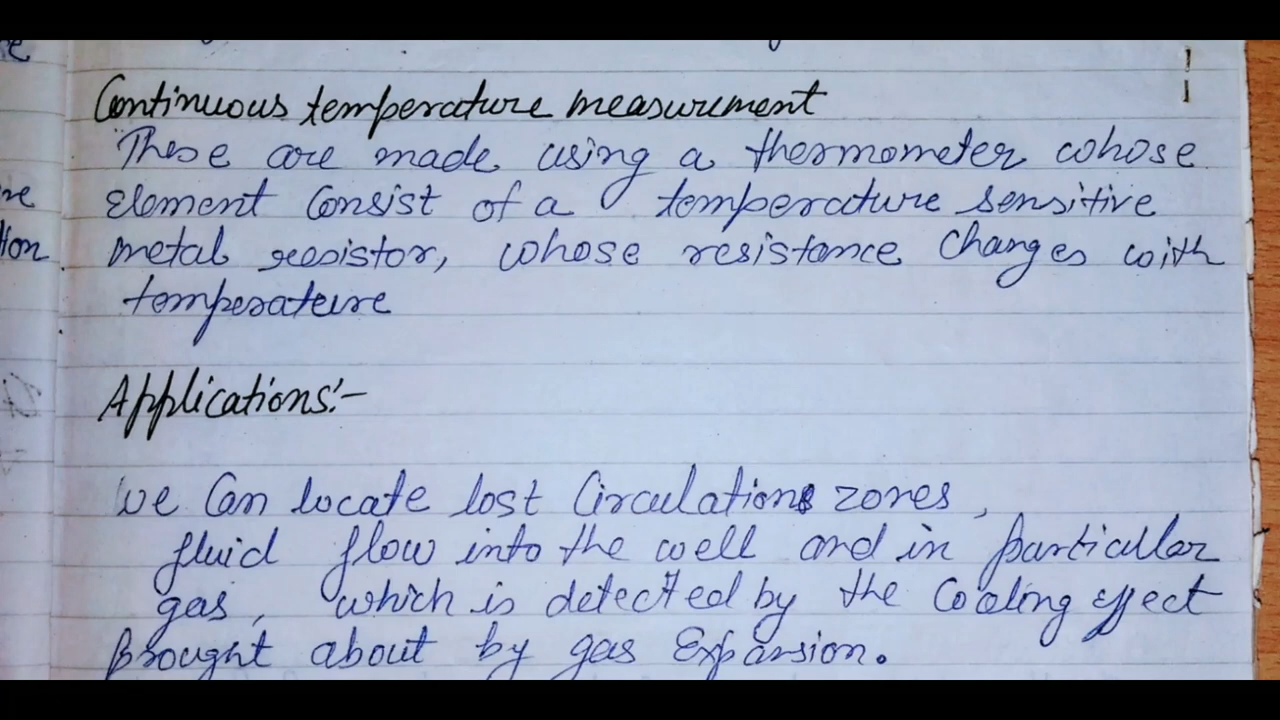 Continuous temperature measurement
These are made using a thermometer whose
element consist of a temperature sensitive
metal resistor, whose resistance changes with
temperature
Applications:-
We Can locate lost Circulations zones,
fluid flow into the well and in particular
gas, which is detected by the Cooling effect
Brought about by gas Expansion.